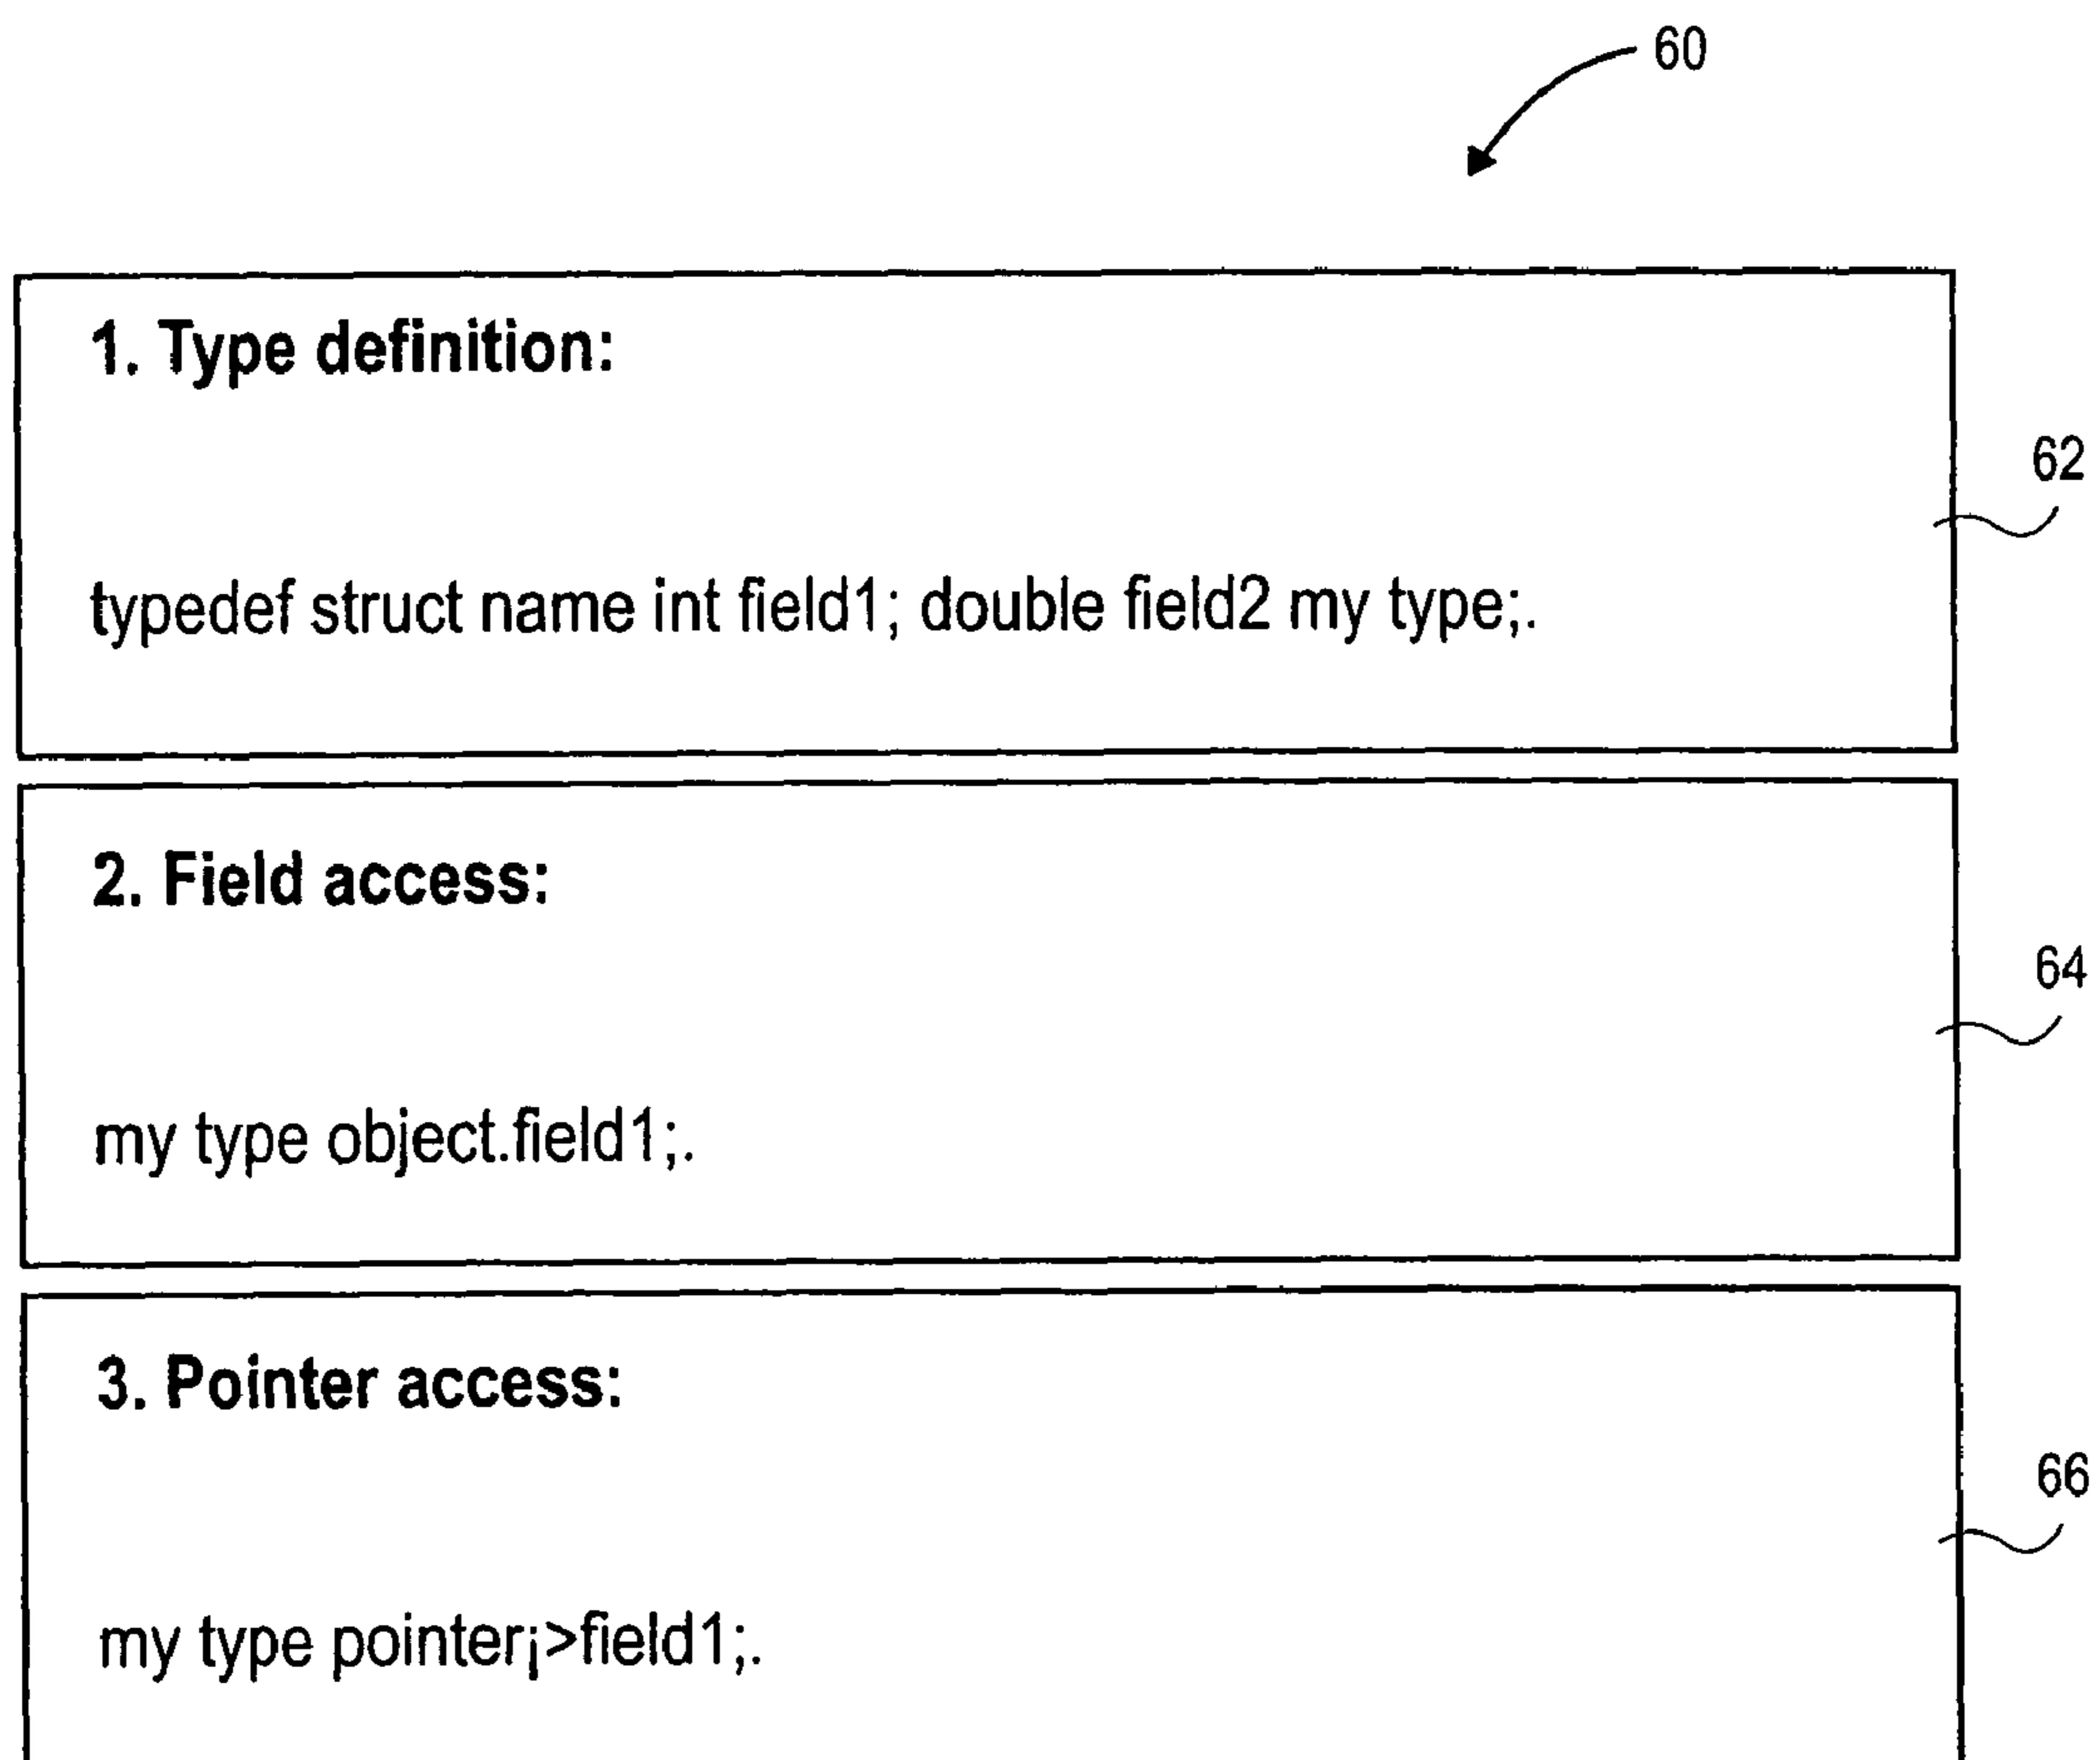 60
1. Type definition:
62
typedef struct name int field1; double field2 my type;.
2. Field access:
64
my type object.field1;.
3. Pointer access:
66
my type pointer¡>field1;.